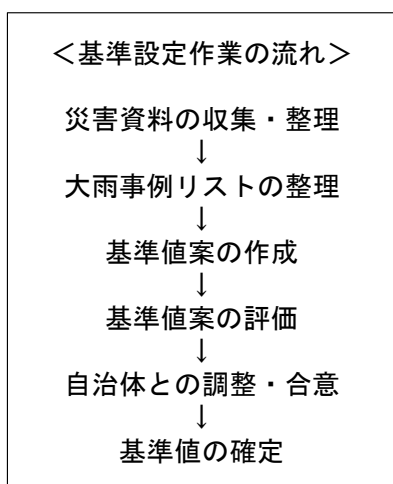 ＜基準設定作業の流れ＞
災害資料の収集・整理
↓
大雨事例リストの整理
↓
基準値案の作成
↓
基準値案の評価
↓
自治体との調整・合意
↓
基準値の確定